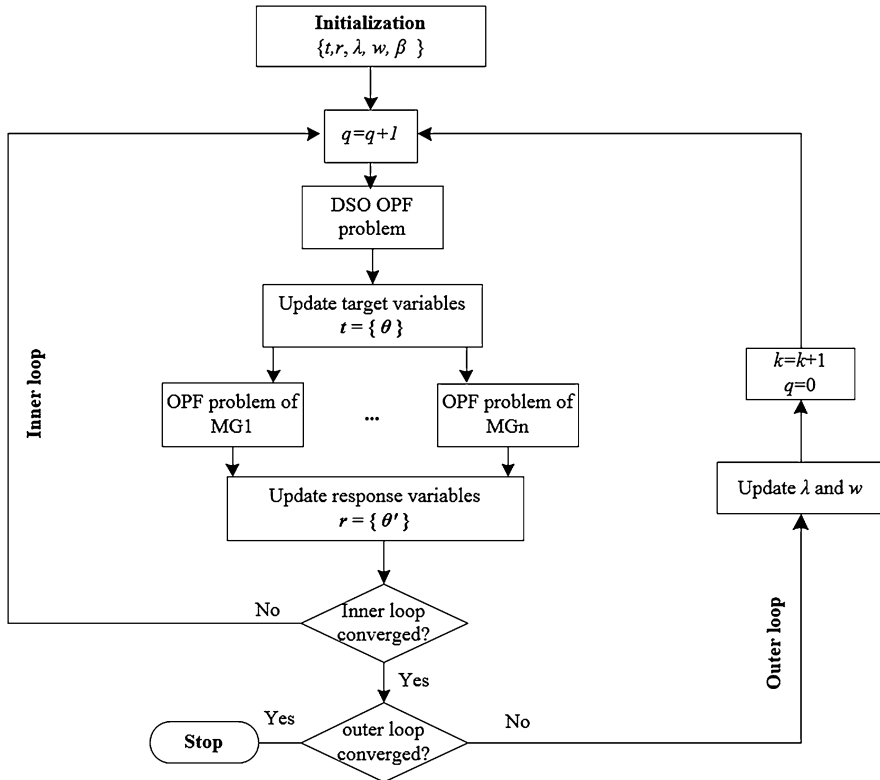 Initialization
{t,r, λ, w, β }
q=q+1
DSO OPF
problem
Update target variables
t = { θ }
OPF problem of
MG1
...
OPF problem of
MGn
Update response variables
r = { θ' }
Inner loop
converged?
No
Yes
outer loop
converged?
Yes
Stop
No
Inner loop
Outer loop
Update λ and w
k=k+1
q=0